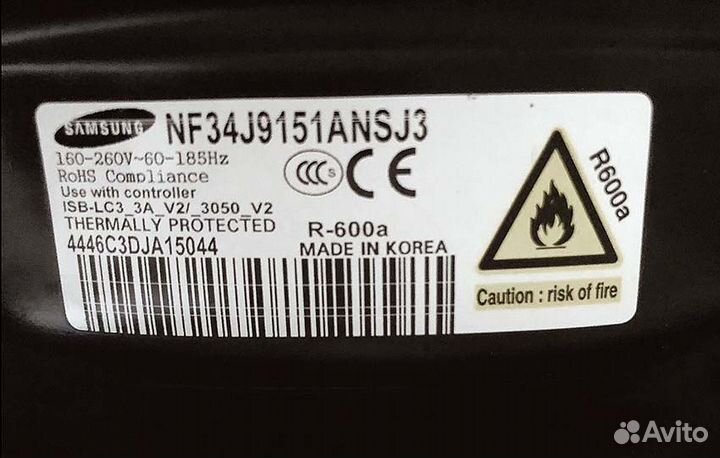 SAMSUNG NF34J9151ANSJ3
160-260V~60-185Hz
RoHS Compliance
Use with controller
ISB-LC3_3A_V2/_3050_V2
THERMALLY PROTECTED
4446C3DJA15044
CCC S CE
R-600a
MADE IN KOREA
R600a
Caution : risk of fire
Avito